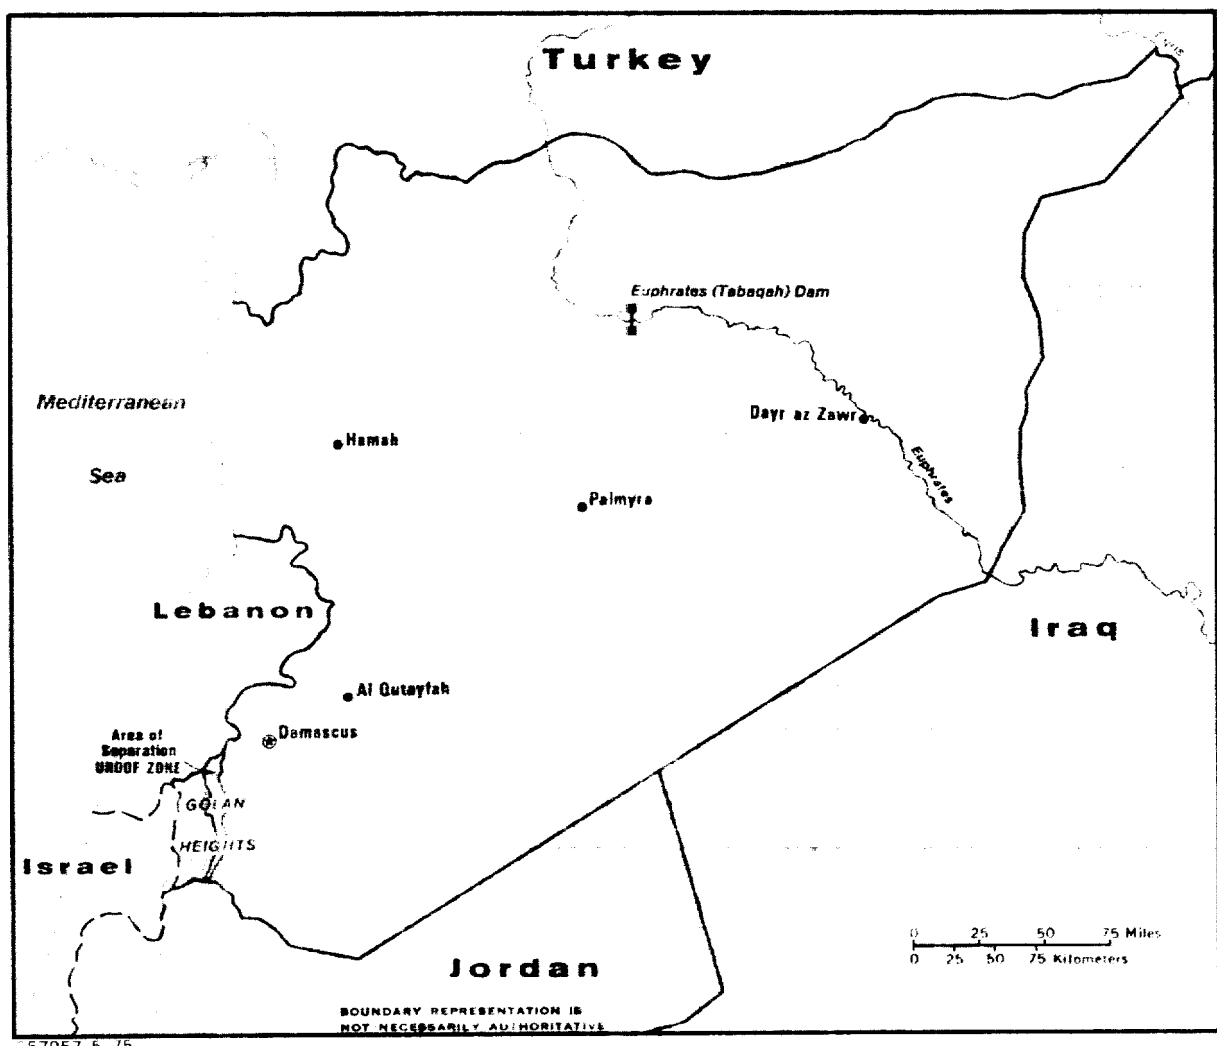 Turkey
Euphrates (Tabaqah) Dam
Mediterranean
Sea
Dayr az Zawr
Hamah
Euphrates
Palmyra
Lebanon
Iraq
Al Qutayfah
Damascus
Area of
Separation
UNDOF ZONE
GOLAN
HEIGHTS
Israel
0 25 50 75 Miles
0 25 50 75 Kilometers
Jordan
BOUNDARY REPRESENTATION IS
NOT NECESSARILY AUTHORITATIVE